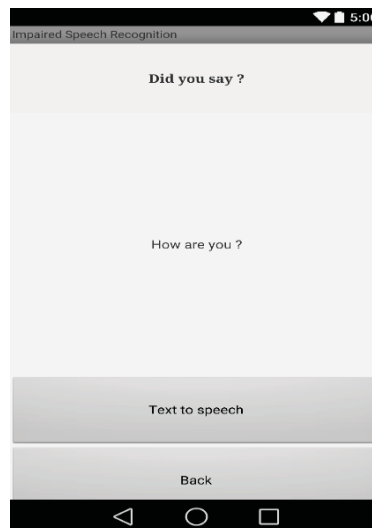 5:0
Impaired Speech Recognition
Did you say ?
How are you ?
Text to speech
Back